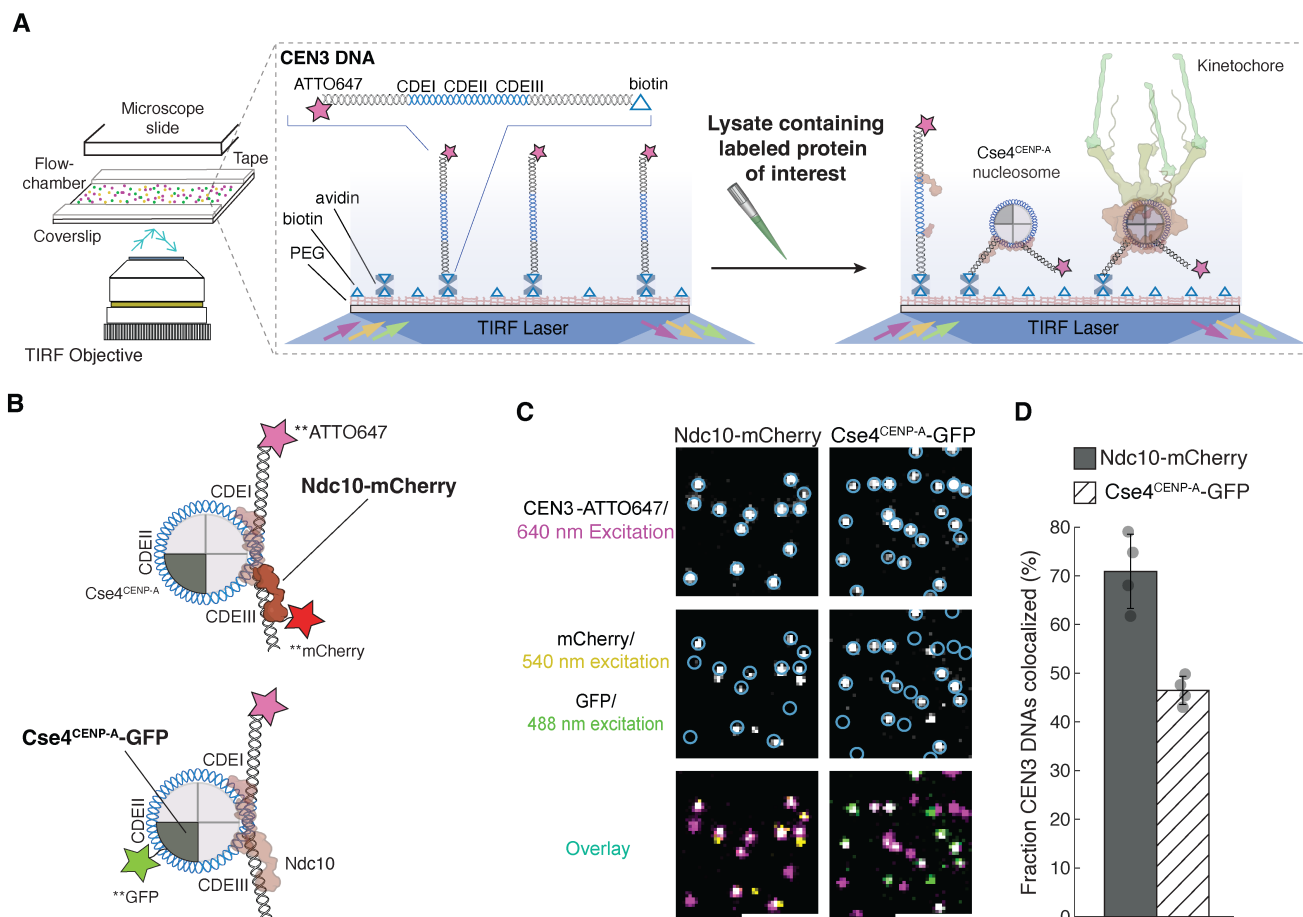 A
CEN3 DNA
ATTO647
CDEI CDEII CDEIII
biotin
Microscope
slide
Flow-
chamber
Tape
Coverslip
TIRF Objective
avidin
biotin
PEG
TIRF Laser
Lysate containing
labeled protein
of interest
Cse4CENP-A
nucleosome
Kinetochore
TIRF Laser
B
**ATTO647
CDEI
Ndc10-mCherry
CDEII
Cse4CENP-A
CDEIII
**mCherry
Cse4CENP-A-GFP
CDEI
CDEII
Ndc10
CDEIII
**GFP
C
Ndc10-mCherry Cse4CENP-A-GFP
CEN3-ATTO647/
640 nm Excitation
mCherry/
540 nm excitation
GFP/
488 nm excitation
Overlay
D
Ndc10-mCherry
Cse4CENP-A-GFP
Fraction CEN3 DNAs colocalized (%)
80
70
60
50
40
30
20
10
0